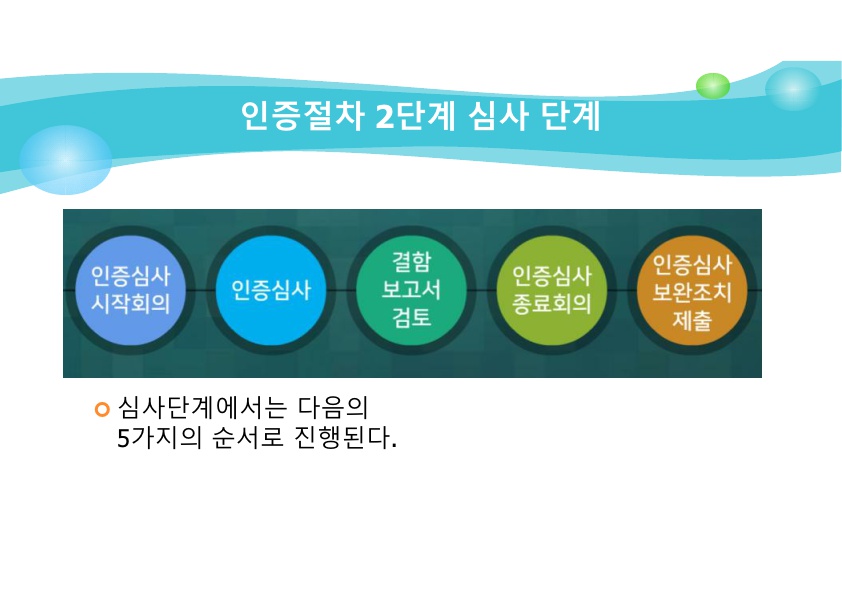 인증절차 2단계 심사 단계
인증심사
시작회의
인증심사
결함
보고서
검토
인증심사
종료회의
인증심사
보완조치
제출
심사단계에서는 다음의
5가지의 순서로 진행된다.